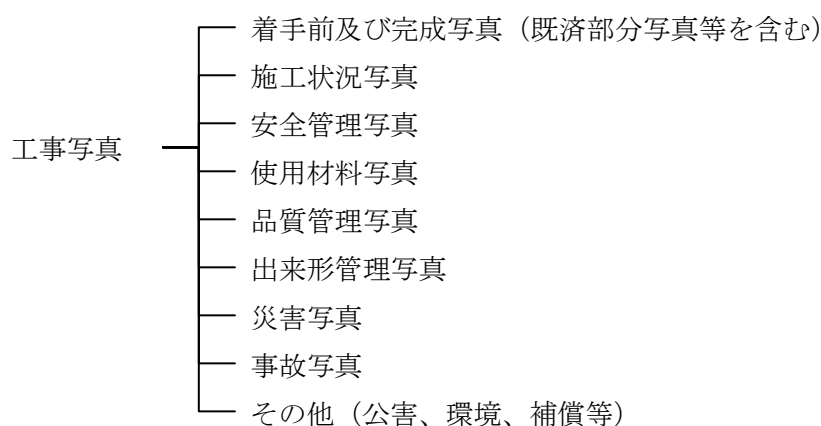 着手前及び完成写真（既済部分写真等を含む）
施工状況写真
安全管理写真
工事写真
使用材料写真
品質管理写真
出来形管理写真
災害写真
事故写真
その他（公害、環境、補償等）